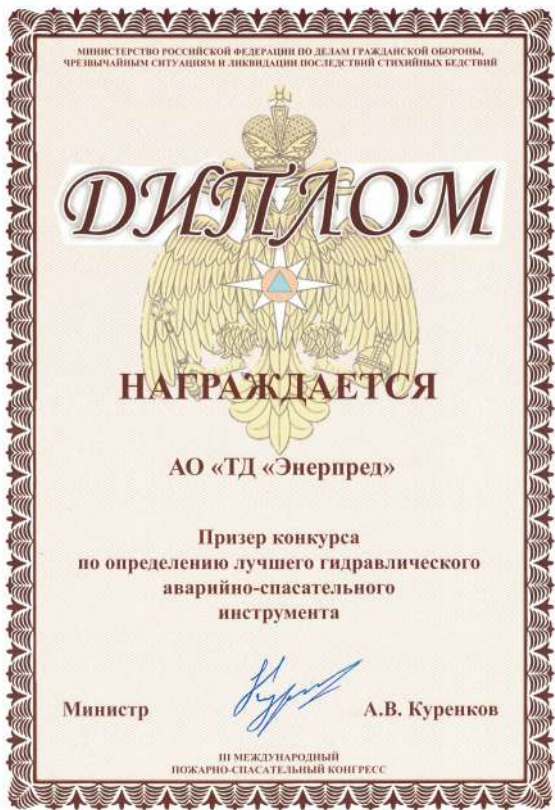 МИНИСТЕРСТВО РОССИЙСКОЙ ФЕДЕРАЦИИ ПО ДЕЛАМ ГРАЖДАНСКОЙ ОБОРОНЫ,
ЧРЕЗВЫЧАЙНЫМ СИТУАЦИЯМ И ЛИКВИДАЦИИ ПОСЛЕДСТВИЙ СТИХИЙНЫХ БЕДСТВИЙ
ДИПЛОМ
НАГРАЖДАЕТСЯ
АО «ТД «Энерпред»
Призер конкурса
по определению лучшего гидравлического
аварийно-спасательного
инструмента
Министр А.В. Куренков
III МЕЖДУНАРОДНЫЙ
ПОЖАРНО-СПАСАТЕЛЬНЫЙ КОНГРЕСС